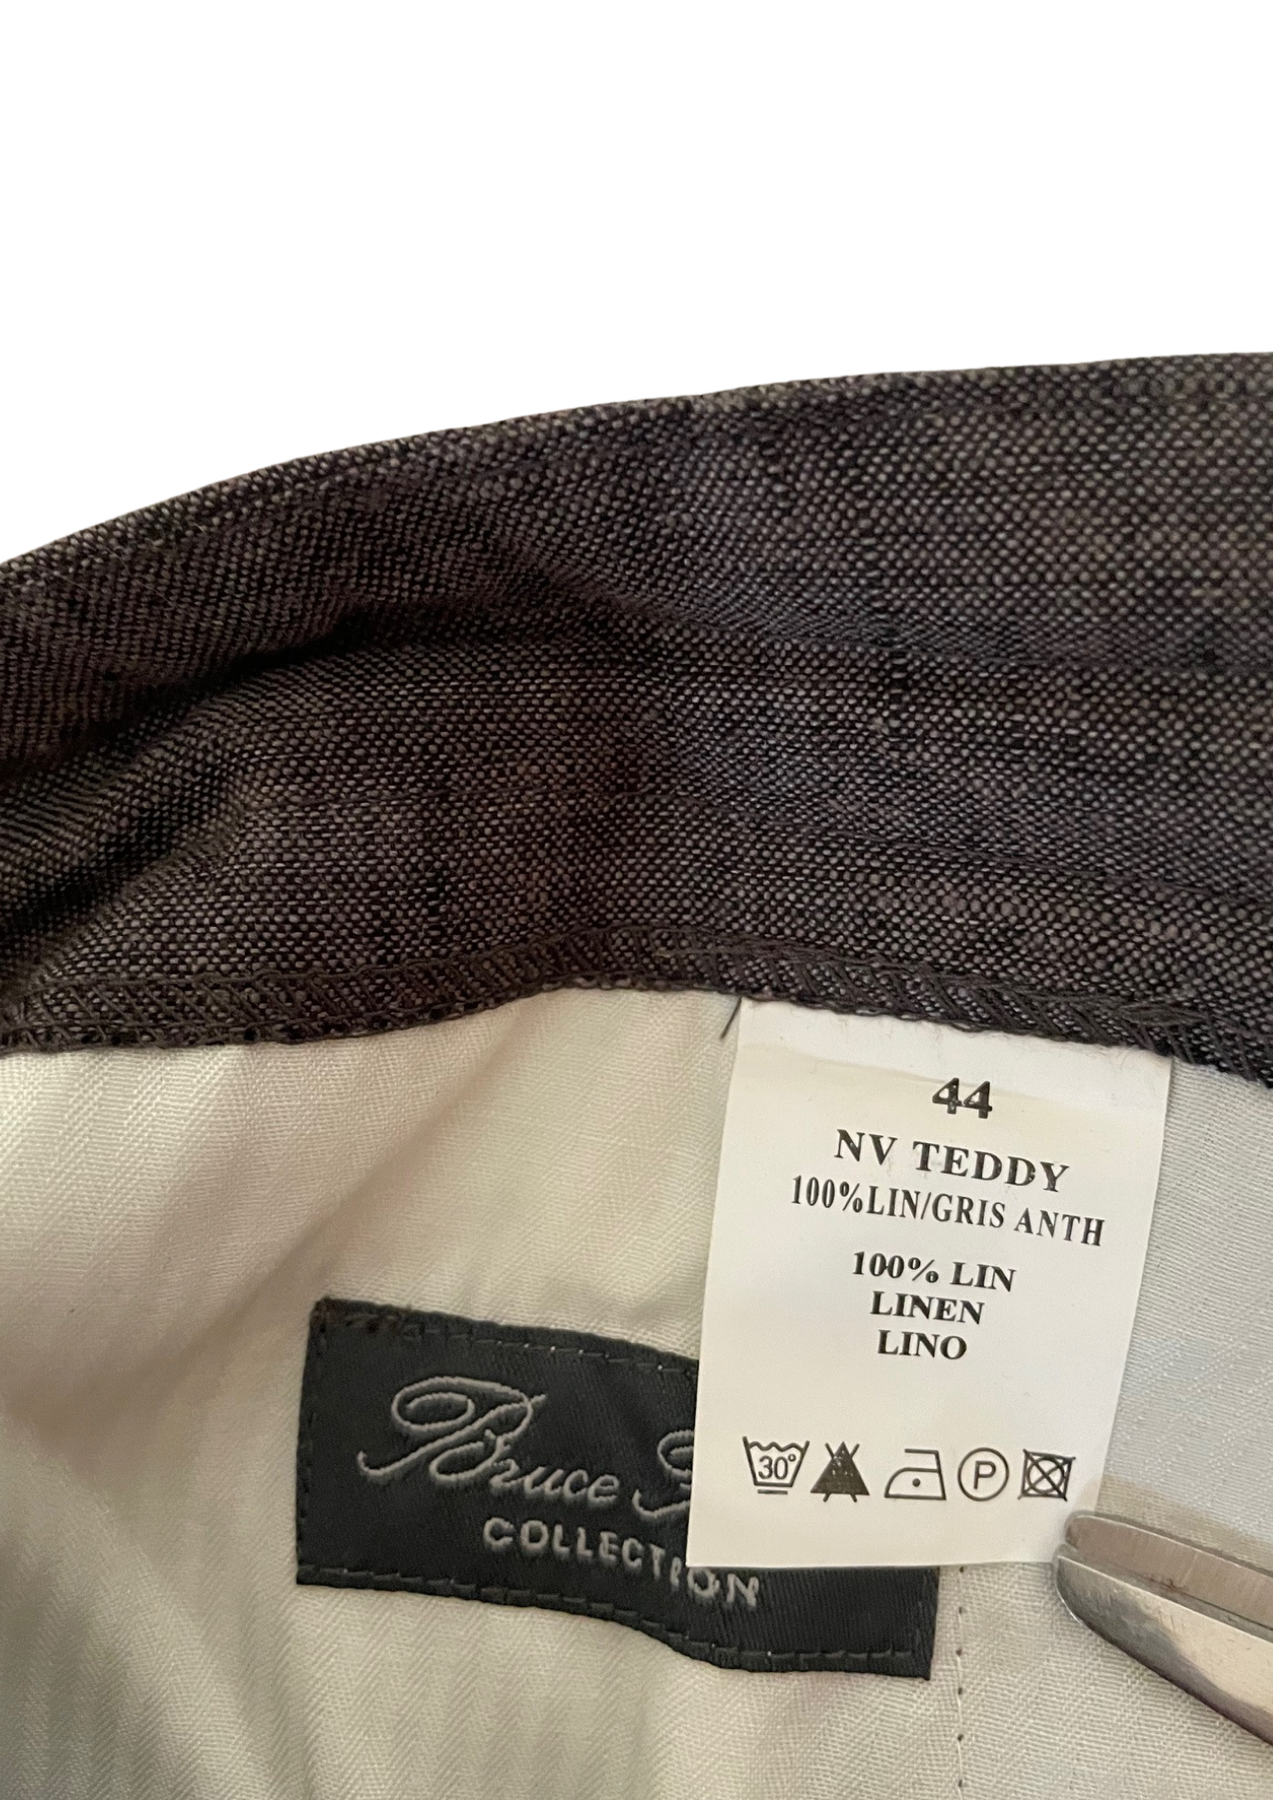 44
NV TEDDY
100%LIN/GRIS ANTH
100% LIN
LINEN
LINO
30°
P
Bruce
COLLECTION